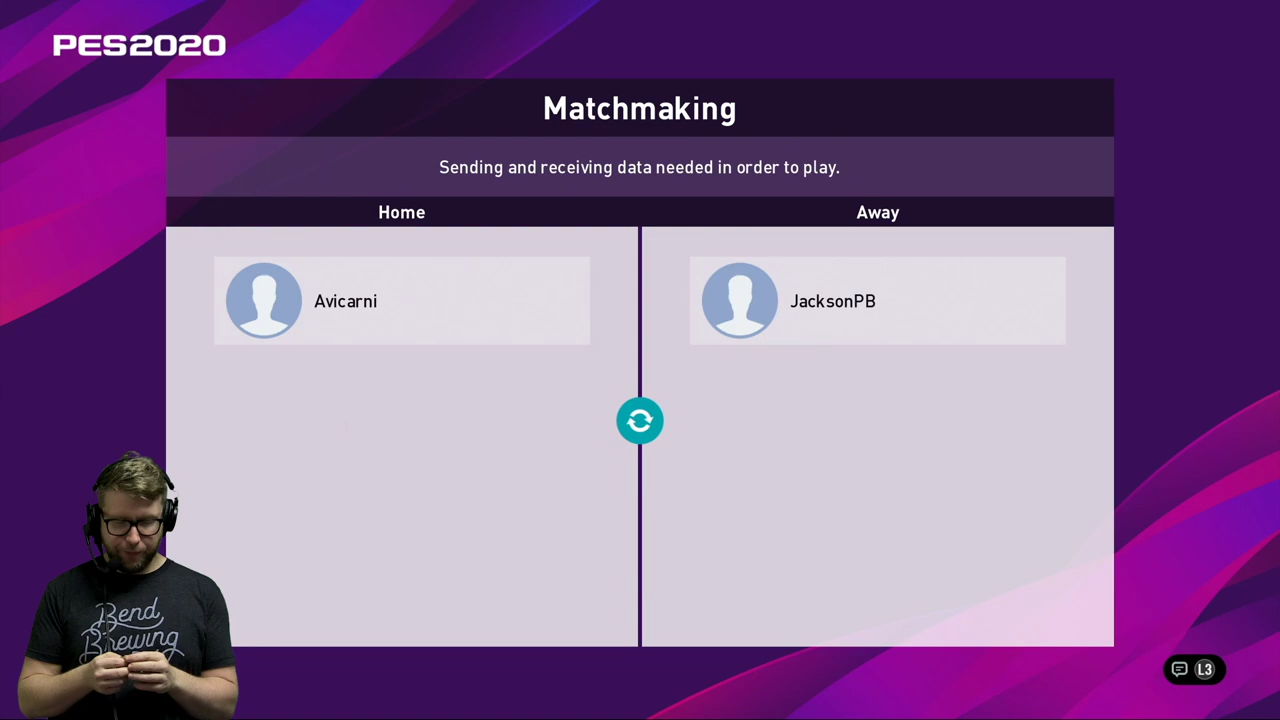 PES2020
Matchmaking
Sending and receiving data needed in order to play.
Home
Away
Avicarni
JacksonPB
Bend
Brewing
L3